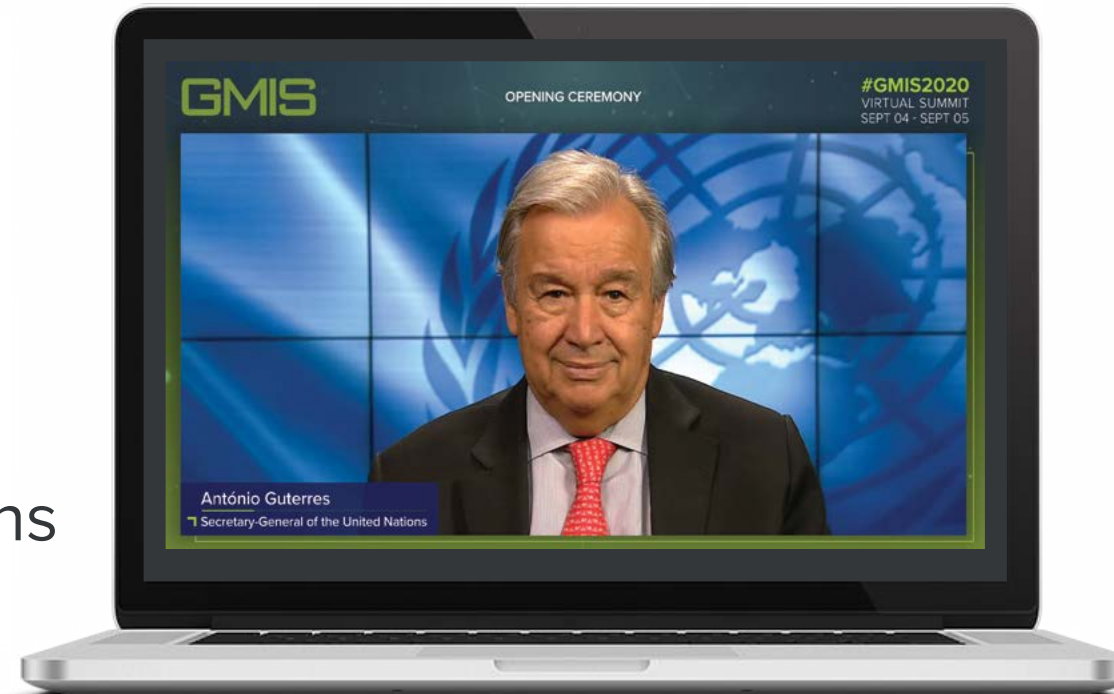 GMIS
OPENING CEREMONY
#GMIS2020
VIRTUAL SUMMIT
SEPT 04 - SEPT 05
António Guterres
Secretary-General of the United Nations
ns